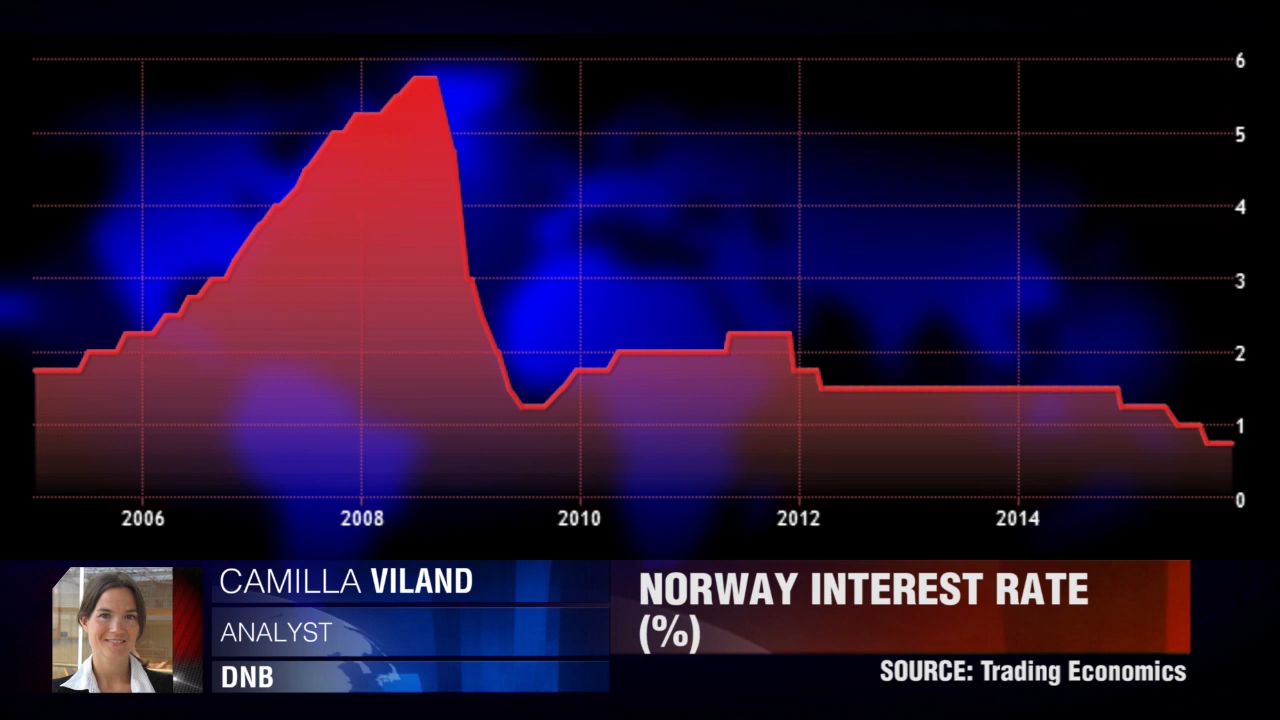 6
5
4
3
2
1
0
2006 2008 2010 2012 2014
CAMILLA VILAND
ANALYST
DNB
NORWAY INTEREST RATE
(%)
SOURCE: Trading Economics